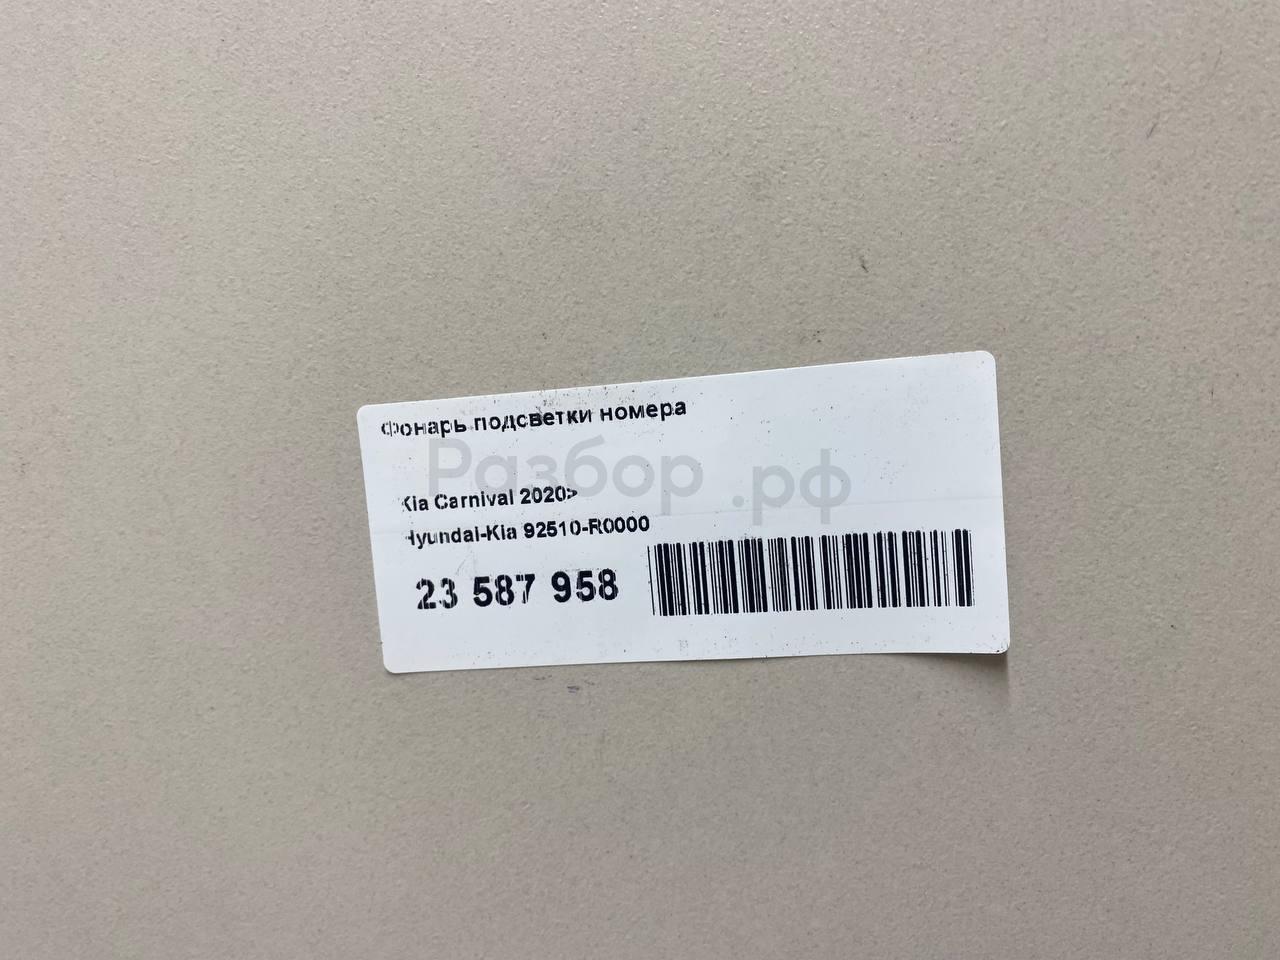 Фонарь подсветки номера
Разбор.рф
Kia Carnival 2020>
Hyundai-Kia 92510-R0000
23 587 958